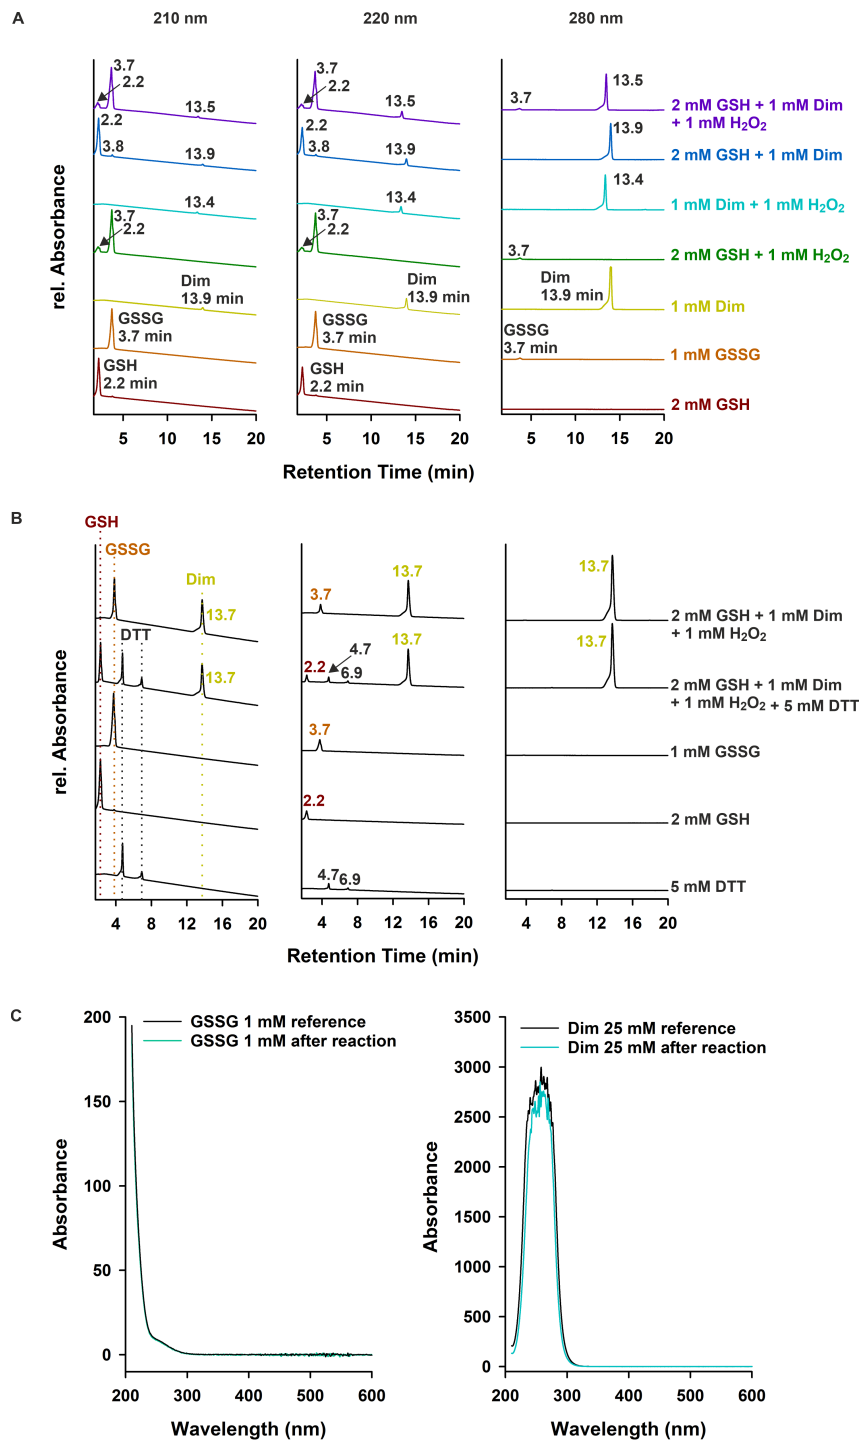 A
210 nm
220 nm
280 nm
rel. Absorbance
3.7
2.2
13.5
2.2
3.8
13.9
13.4
3.7
2.2
Dim
13.9 min
GSSG
3.7 min
GSH
2.2 min
5
10
15
20
3.7
2.2
13.5
2.2
3.8
13.9
13.4
3.7
2.2
Dim
13.9 min
GSSG
3.7 min
GSH
2.2 min
5
10
15
20
3.7
13.5
13.9
13.4
3.7
Dim
13.9 min
GSSG
3.7 min
5
10
15
20
2 mM GSH + 1 mM Dim
+ 1 mM H₂O₂
2 mM GSH + 1 mM Dim
1 mM Dim + 1 mM H₂O₂
2 mM GSH + 1 mM H₂O₂
1 mM Dim
1 mM GSSG
2 mM GSH
Retention Time (min)
B
rel. Absorbance
GSH
GSSG
Dim
13.7
DTT
13.7
4
8
12
16
20
3.7
13.7
2.2
4.7
6.9
13.7
3.7
2.2
4.7
6.9
4
8
12
16
20
13.7
13.7
4
8
12
16
20
2 mM GSH + 1 mM Dim
+ 1 mM H₂O₂
2 mM GSH + 1 mM Dim
+ 1 mM H₂O₂ + 5 mM DTT
1 mM GSSG
2 mM GSH
5 mM DTT
Retention Time (min)
C
Absorbance
200
150
100
50
0
GSSG 1 mM reference
GSSG 1 mM after reaction
200
300
400
500
600
Wavelength (nm)
Absorbance
3500
3000
2500
2000
1500
1000
500
0
Dim 25 mM reference
Dim 25 mM after reaction
200
300
400
500
600
Wavelength (nm)